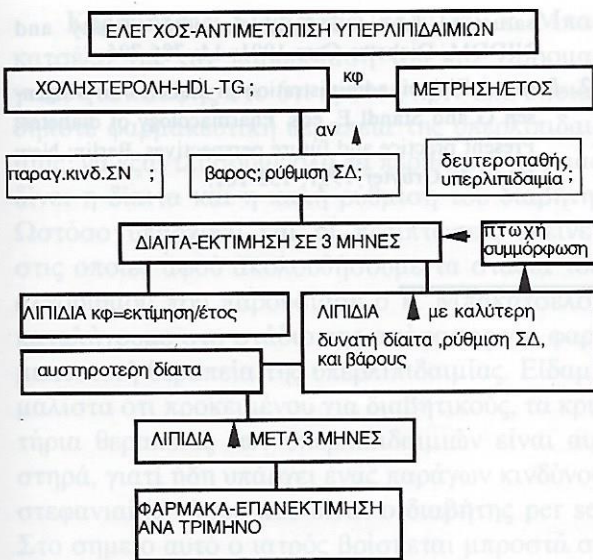 ΕΛΕΓΧΟΣ-ΑΝΤΙΜΕΤΩΠΙΣΗ ΥΠΕΡΛΙΠΙΔΑΙΜΙΩΝ
ΧΟΛΗΣΤΕΡΟΛΗ-HDL-TG ;
κφ
ΜΕΤΡΗΣΗ/ΕΤΟΣ
αν
παραγ.κινδ.ΣΝ ;
βαρος; ρύθμιση ΣΔ;
δευτεροπαθής
υπερλιπιδαιμία;
ΔΙΑΙΤΑ-ΕΚΤΙΜΗΣΗ ΣΕ 3 ΜΗΝΕΣ
πτωχή
συμμόρφωση
ΛΙΠΙΔΙΑ κφ=εκτίμηση/έτος
ΛΙΠΙΔΙΑ με καλύτερη
δυνατή δίαιτα ,ρύθμιση ΣΔ,
και βάρους
αυστηροτερη δίαιτα
ΛΙΠΙΔΙΑ ΜΕΤΑ 3 ΜΗΝΕΣ
ΦΑΡΜΑΚΑ-ΕΠΑΝΕΚΤΙΜΗΣΗ
ΑΝΑ ΤΡΙΜΗΝΟ